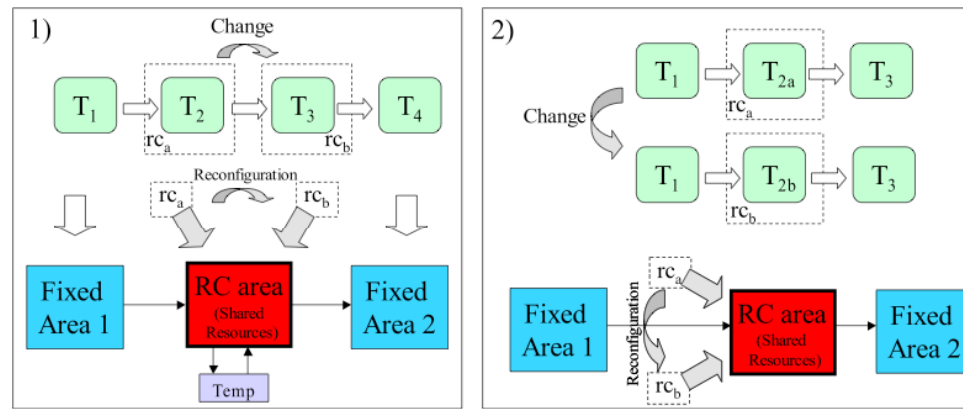 1)
Change
T1
T2
T3
T4
rca
rcb
Reconfiguration
rca
rcb
Fixed
Area 1
RC area
(Shared
Resources)
Fixed
Area 2
Temp
2)
Change
T1
T2a
T3
rca
T1
T2b
T3
rcb
Fixed
Area 1
Reconfiguration
rca
rcb
RC area
(Shared
Resources)
Fixed
Area 2